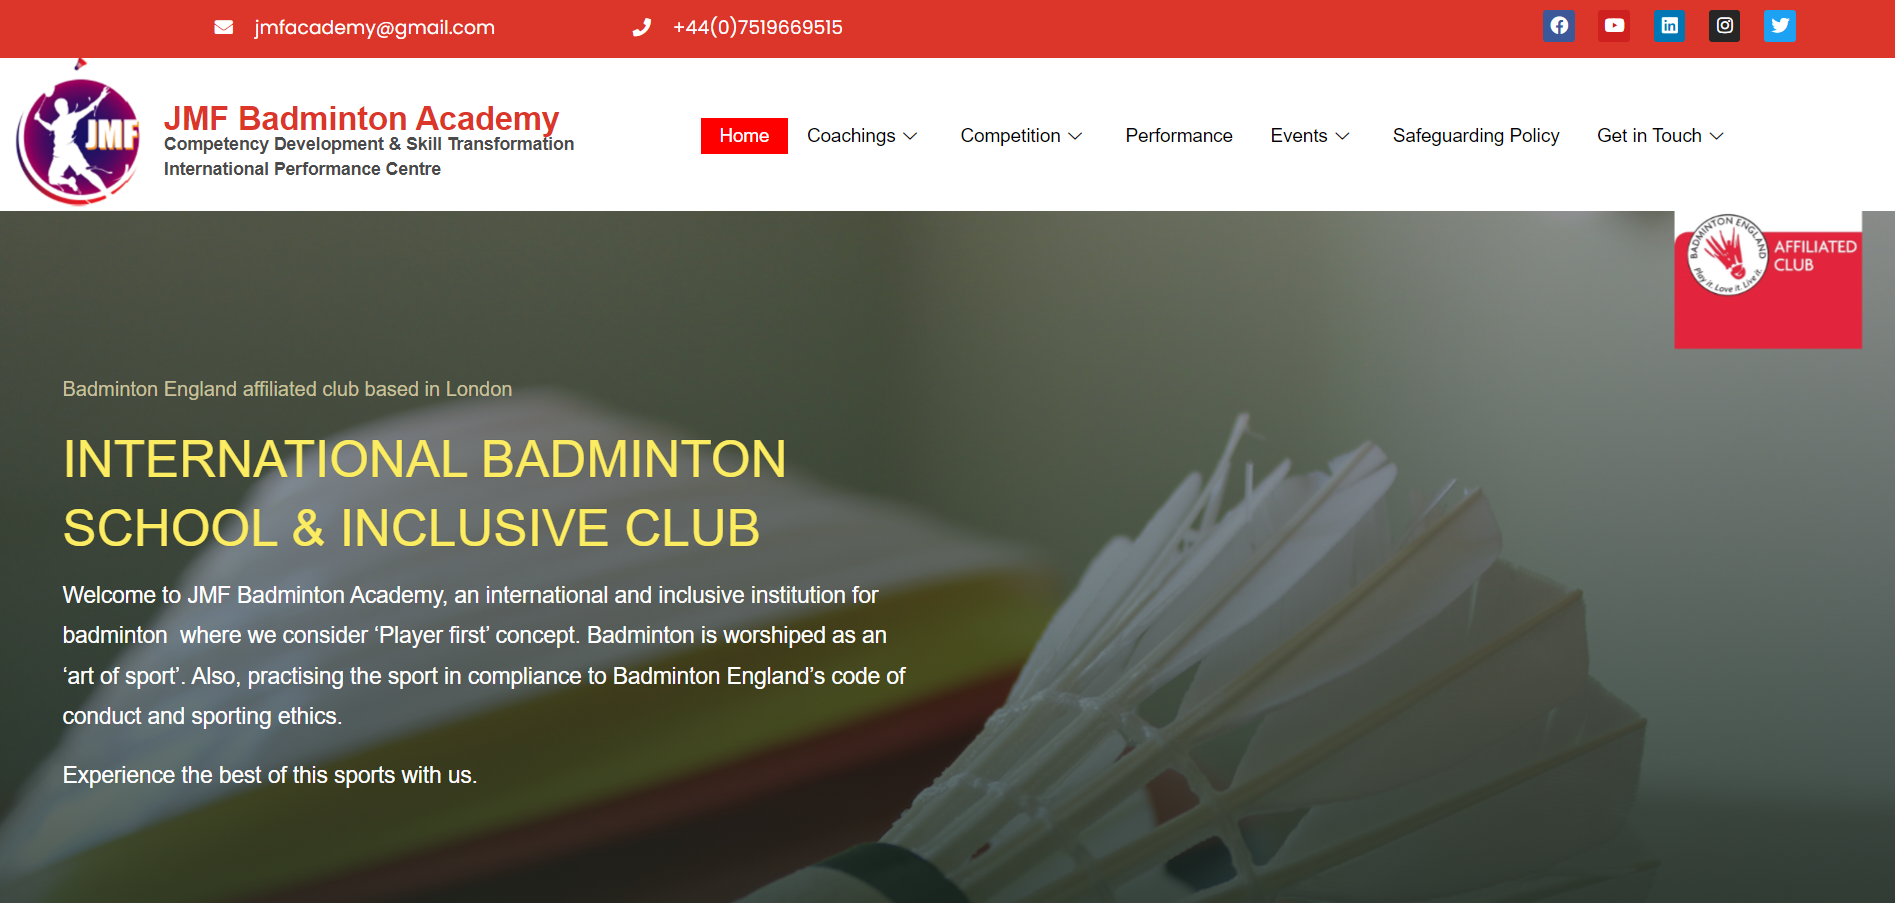 jmfacademy@gmail.com
+44(0)7519669515
JMF
JMF Badminton Academy
Competency Development & Skill Transformation
International Performance Centre
Home
Coachings
Competition
Performance
Events
Safeguarding Policy
Get in Touch
BADMINTON ENGLAND
Play it. Love it. Live it.
AFFILIATED
CLUB
Badminton England affiliated club based in London
INTERNATIONAL BADMINTON
SCHOOL & INCLUSIVE CLUB
Welcome to JMF Badminton Academy, an international and inclusive institution for
badminton  where we consider ‘Player first’ concept. Badminton is worshiped as an
‘art of sport’. Also, practising the sport in compliance to Badminton England’s code of
conduct and sporting ethics.
Experience the best of this sports with us.